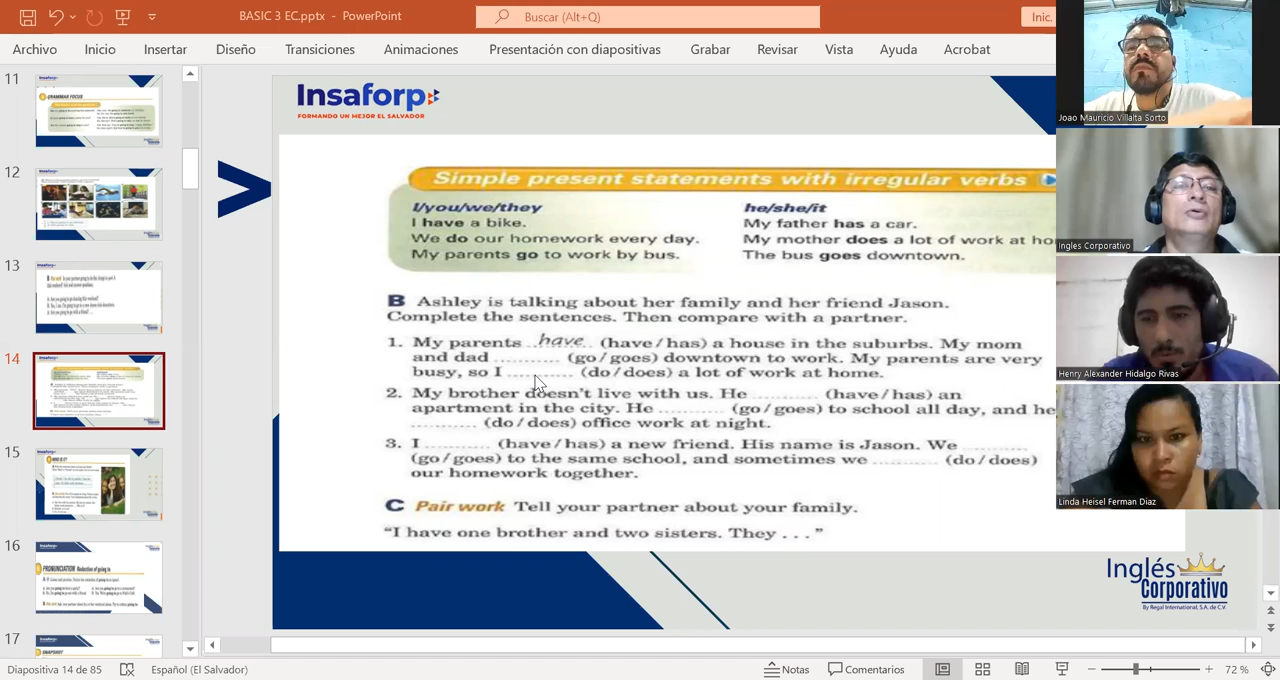 BASIC 3 EC.pptx - PowerPoint
Buscar (Alt+Q)
Inic.
Archivo Inicio Insertar Diseño Transiciones Animaciones Presentación con diapositivas Grabar Revisar Vista Ayuda Acrobat
11
12
13
14
15
16
17
GRAMMAR FOCUS
WHO IS IT?
PRONUNCIATION Reduction of going to
SNAPSHOT
Insaforp
FORMANDO UN MEJOR EL SALVADOR
Simple present statements with irregular verbs
I/you/we/they he/she/it
I have a bike. My father has a car.
We do our homework every day. My mother does a lot of work at ho
My parents go to work by bus. The bus goes downtown.
B Ashley is talking about her family and her friend Jason.
Complete the sentences. Then compare with a partner.
1. My parents ..have.. (have/has) a house in the suburbs. My mom
and dad .......... (go/goes) downtown to work. My parents are very
busy, so I .......... (do/does) a lot of work at home.
2. My brother doesn't live with us. He .......... (have/has) an
apartment in the city. He .......... (go/goes) to school all day, and he
.......... (do/does) office work at night.
3. I .......... (have/has) a new friend. His name is Jason. We ..........
(go/goes) to the same school, and sometimes we .......... (do/does)
our homework together.
C Pair work Tell your partner about your family.
"I have one brother and two sisters. They . . . "
Inglés
Corporativo
By Regal International, S.A. de C.V.
Joao Mauricio Villalta Sorto
Ingles Corporativo
Henry Alexander Hidalgo Rivas
Linda Heisel Ferman Diaz
Diapositiva 14 de 85 Español (El Salvador) Notas Comentarios 72 %